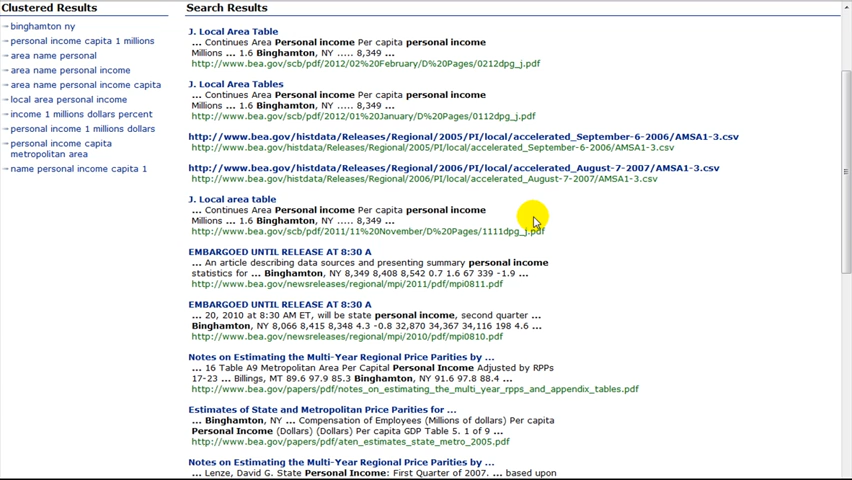 Clustered Results
binghamton ny
personal income capita 1 millions
area name personal
area name personal income
area name personal income capita
local area personal income
income 1 millions dollars percent
personal income 1 millions dollars
personal income capita
metropolitan area
name personal income capita 1
Search Results
J. Local Area Table
... Continues Area Personal income Per capita personal income
Millions ... 1.6 Binghamton, NY ..... 8,349 ...
http://www.bea.gov/scb/pdf/2012/02%20February/D%20Pages/0212dpg_j.pdf
J. Local Area Tables
... Continues Area Personal income Per capita personal income
Millions ... 1.6 Binghamton, NY ..... 8,349 ...
http://www.bea.gov/scb/pdf/2012/01%20January/D%20Pages/0112dpg_j.pdf
http://www.bea.gov/histdata/Releases/Regional/2005/PI/local/accelerated_September-6-2006/AMSA1-3.csv
http://www.bea.gov/histdata/Releases/Regional/2005/PI/local/accelerated_September-6-2006/AMSA1-3.csv
http://www.bea.gov/histdata/Releases/Regional/2006/PI/local/accelerated_August-7-2007/AMSA1-3.csv
http://www.bea.gov/histdata/Releases/Regional/2006/PI/local/accelerated_August-7-2007/AMSA1-3.csv
J. Local area table
... Continues Area Personal income Per capita personal income
Millions ... 1.6 Binghamton, NY ..... 8,349 ...
http://www.bea.gov/scb/pdf/2011/11%20November/D%20Pages/1111dpg_j.pdf
EMBARGOED UNTIL RELEASE AT 8:30 A
... An article describing data sources and presenting summary personal income
statistics for ... Binghamton, NY 8,349 8,408 8,542 0.7 1.6 67 339 -1.9 ...
http://www.bea.gov/newsreleases/regional/mpi/2011/pdf/mpi0811.pdf
EMBARGOED UNTIL RELEASE AT 8:30 A
... 20, 2010 at 8:30 AM ET, will be state personal income, second quarter ...
Binghamton, NY 8,066 8,415 8,348 4.3 -0.8 32,870 34,367 34,116 198 4.6 ...
http://www.bea.gov/newsreleases/regional/mpi/2010/pdf/mpi0810.pdf
Notes on Estimating the Multi-Year Regional Price Parities by ...
... 16 Table A9 Metropolitan Area Per Capital Personal Income Adjusted by RPPs
17-23 ... Billings, MT 89.6 97.9 85.3 Binghamton, NY 91.6 97.8 88.4 ...
http://www.bea.gov/papers/pdf/notes_on_estimating_the_multi_year_rpps_and_appendix_tables.pdf
Estimates of State and Metropolitan Price Parities for ...
... Binghamton, NY ... Compensation of Employees (Millions of dollars) Per capita
Personal Income (Dollars) (Dollars) Per capita GDP Table 5. 1 of 9 ...
http://www.bea.gov/papers/pdf/aten_estimates_state_metro_2005.pdf
Notes on Estimating the Multi-Year Regional Price Parities by ...
... Lenze, David G. State Personal Income: First Quarter of 2007. ... based upon